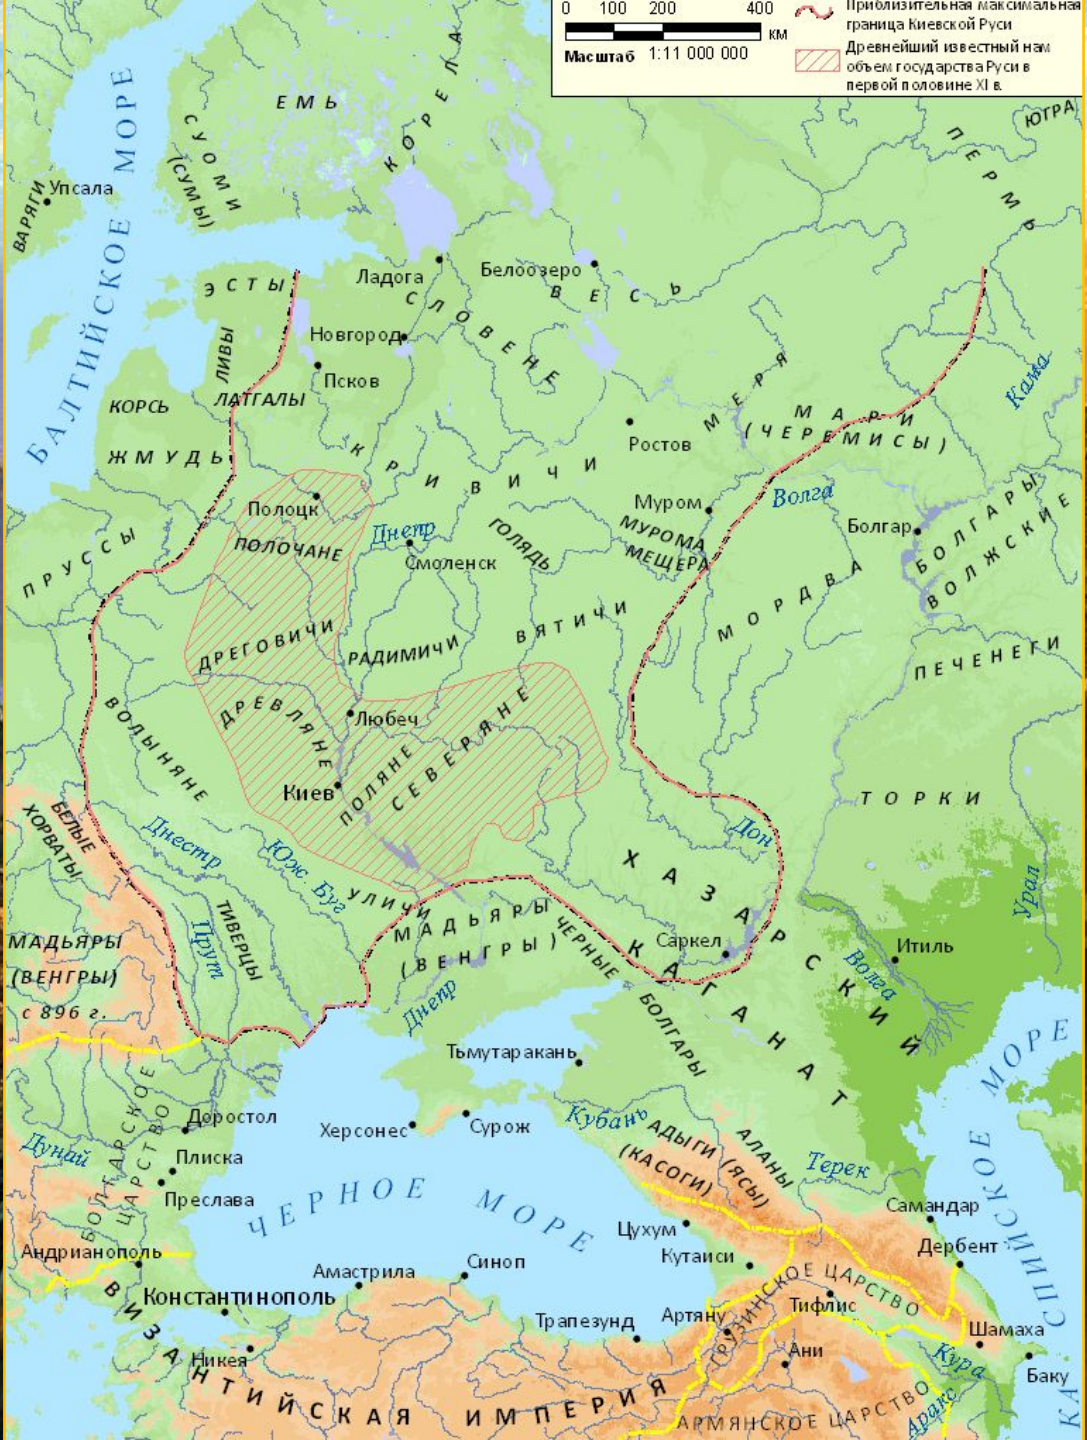 0 100 200 400
км
Масштаб 1:11 000 000
Приблизительная максимальная
граница Киевской Руси
Древнейший известный нам
объем государства Руси в
первой половине XI в.
ЕМЬ
КОРЕЛА
СУОМИ
(СУМЫ)
ЮГРА
ПЕРМЬ
ВАРЯГИ
Упсала
БАЛТИЙСКОЕ МОРЕ
ЭСТЫ
Ладога
Белоозеро
ВЕСЬ
СЛОВЕНЕ
Новгород
ЛИВЫ
Псков
ЛАТГАЛЫ
КОРСЬ
ЖМУДЬ
Кама
МЕРЯ
МАРИ
(ЧЕРЕМИСЫ)
Ростов
КРИВИЧИ
Полоцк
ПОЛОЧАНЕ
Днепр
Смоленск
ГОЛЯДЬ
Муром
МУРОМА
МЕЩЕРА
Волга
Болгар
БОЛГАРЫ
ВОЛЖСКИЕ
ПРУССЫ
МОРДВА
ВЯТИЧИ
ДРЕГОВИЧИ
РАДИМИЧИ
ПЕЧЕНЕГИ
ВОЛЫНЯНЕ
ДРЕВЛЯНЕ
Любеч
Киев
ПОЛЯНЕ
СЕВЕРЯНЕ
ТОРКИ
БЕЛЫЕ
ХОРВАТЫ
Днестр
Юж. Буг
Дон
Урал
ХАЗАРСКИЙ
КАГАНАТ
УЛИЧИ
ТИВЕРЦЫ
Прут
МАДЬЯРЫ
(ВЕНГРЫ)
с 896 г.
МАДЬЯРЫ
(ВЕНГРЫ)
Днепр
ЧЕРНЫЕ
БОЛГАРЫ
Саркел
Итиль
Волга
Тьмутаракань
Херсонес
Сурож
Кубань
АДЫГИ
(КАСОГИ)
АЛАНЫ
(ЯСЫ)
Терек
БОЛГАРСКОЕ
ЦАРСТВО
Доростол
Дунай
Плиска
Преслава
ЧЕРНОЕ МОРЕ
КАСПИЙСКОЕ МОРЕ
Самандар
Дербент
Цухум
Кутаиси
Андрианополь
Константинополь
Амастрила
Синоп
Трапезунд
Артяну
ГРУЗИНСКОЕ ЦАРСТВО
Тифлис
Шамаха
Баку
Никея
Ани
Кура
Аракс
ВИЗАНТИЙСКАЯ ИМПЕРИЯ
АРМЯНСКОЕ ЦАРСТВО